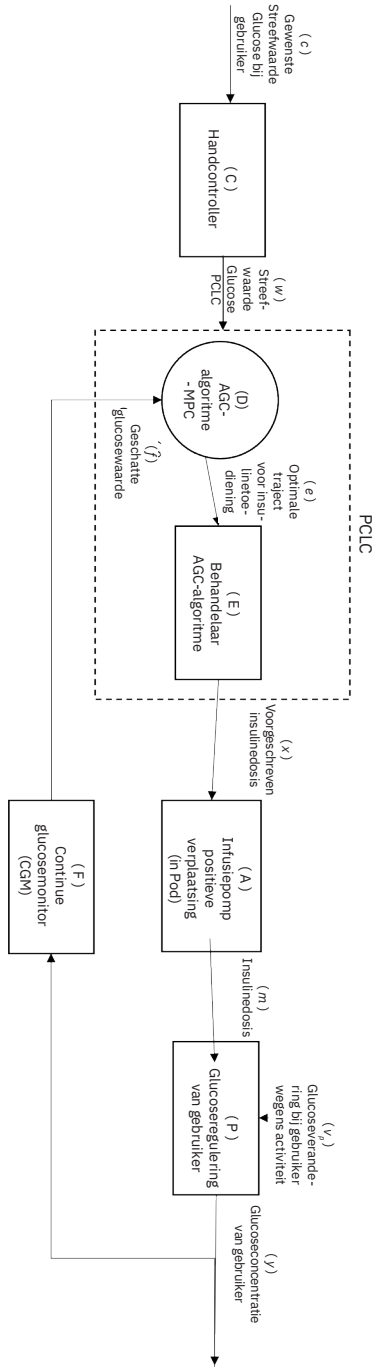 ( c )
Gewenste
Streefwaarde
Glucose bij
gebruiker
( C )
Handcontroller
( w )
Streef-
waarde
Glucose
PCLC
PCLC
(D)
AGC-
algoritme
- MPC
( e )
Optimale
traject
voor insu-
linetoe-
diening
( E )
Behandelaar
AGC-algoritme
( x )
Voorgeschreven
insulinedosis
( A )
Infusiepomp
positieve
verplaatsing
(in Pod)
( m )
Insulinedosis
( vp )
Glucoseverande-
ring bij gebruiker
wegens activiteit
( P )
Glucoseregulering
van gebruiker
( y )
Glucoseconcentratie
van gebruiker
( F )
Continue
glucosemonitor
(CGM)
(f̂)
Geschatte
glucosewaarde